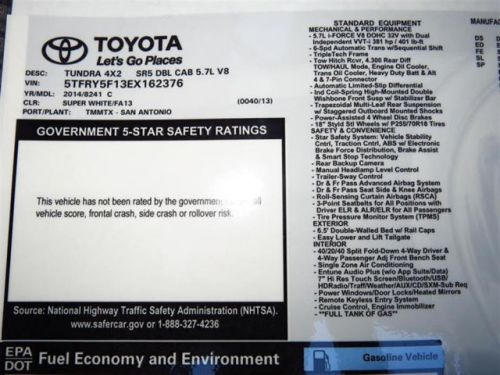 TOYOTA
Let's Go Places
DESC: TUNDRA 4X2 SR5 DBL CAB 5.7L V8
VIN: 5TFRY5F13EX162376
YR/MDL: 2014/8241 C
CLR: SUPER WHITE/FA13 (0040/13)
PORT/PLANT: TMMTX - SAN ANTONIO
GOVERNMENT 5-STAR SAFETY RATINGS
This vehicle has not been rated by the government
vehicle score, frontal crash, side crash or rollover risk.
Source: National Highway Traffic Safety Administration (NHTSA).
www.safercar.gov or 1-888-327-4236
EPA
DOT
Fuel Economy and Environment
Gasoline Vehicle
STANDARD EQUIPMENT
MECHANICAL & PERFORMANCE
- 5.7L i-FORCE V8 DOHC 32V with Dual
Independent VVT-i 381 hp / 401 lb-ft
- 6-Spd Automatic Trans w/Sequential Shift
- TripleTech Frame
- Tow Hitch Rcvr, 4.300 Rear Diff
- TOW/HAUL Mode, Engine Oil Cooler,
Trans Oil Cooler, Heavy Duty Batt & Alt
4 & 7-Pin Connector
- Automatic Limited-Slip Differential
- Ind Coil-Spring High-Mounted Double
Wishbone Front Susp w/ Stabilizer Bar
- Trapezoidal Multi-Leaf Rear Suspension
w/ Staggered Outboard Mounted Shocks
- Power-Assisted 4 Wheel Disc Brakes
- 18" Styld Stl Wheels w/ P255/70R18 Tires
SAFETY & CONVENIENCE
- Star Safety System: Vehicle Stability
Cntrl, Traction Cntrl, ABS w/ Electronic
Brake Force Distribution, Brake Assist
& Smart Stop Technology
- Rear Backup Camera
- Manual Headlamp Level Control
- Trailer-Sway Control
- Dr & Fr Pass Advanced Airbag System
- Dr & Fr Pass Seat Side & Knee Airbags
- Roll-Sensing Curtain Airbags (RSCA)
- 3-Point Seatbelts for All Positions with
Driver ELR & ALR/ELR for All Passengers
- Tire Pressure Monitor System (TPMS)
EXTERIOR
- 6.5' Double-Walled Bed w/ Rail Caps
- Easy Lower and Lift Tailgate
INTERIOR
- 40/20/40 Split Fold-Down 4-Way Driver &
4-Way Passenger Adj Front Bench Seat
- Single Zone Air Conditioning
- Entune Audio Plus (w/o App Suite/Data)
7" Hi Res Touch Screen/Bluetooth/USB/
HDRadio/Traff/Weather/AUX/CD/SXM-Sub Trl
- Power Windows/Door Locks/Heated Mirrors
- Remote Keyless Entry System
- Cruise Control, Engine Immobilizer
- **FULL TANK OF GAS**
MANUFA
DS
ED
FE
SL
SP